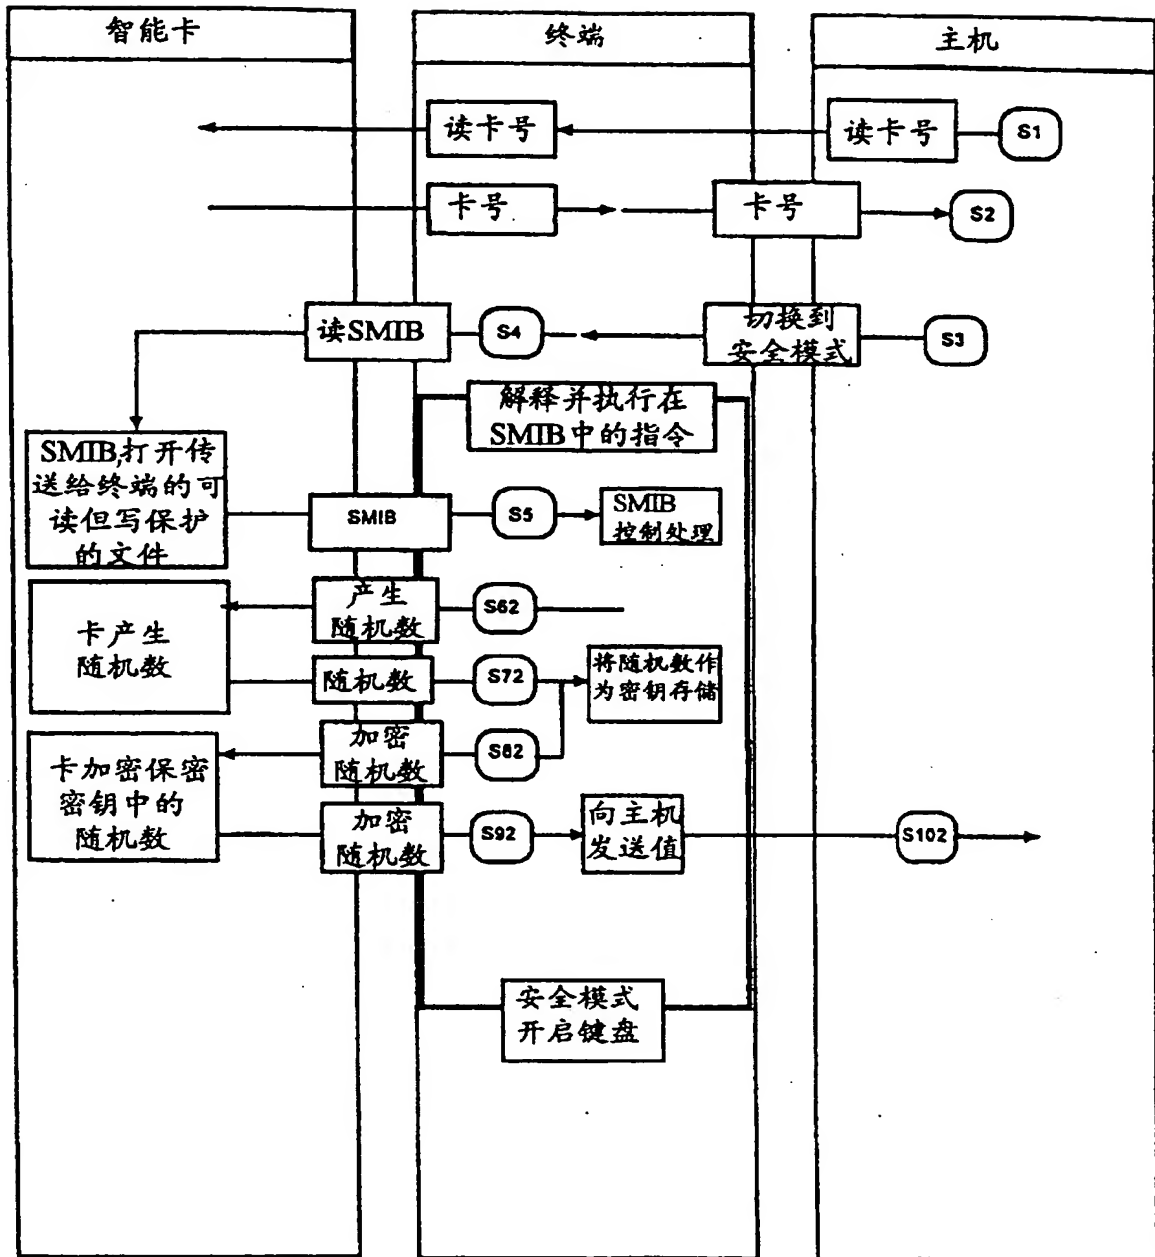 智能卡
终端
主机
读卡号
读卡号
S1
卡号
卡号
S2
读SMIB
S4
切换到
安全模式
S3
解释并执行在
SMIB中的指令
SMIB,打开传
送给终端的可
读但写保护
的文件
SMIB
S5
SMIB
控制处理
产生
随机数
S62
卡产生
随机数
随机数
S72
将随机数作
为密钥存储
加密
随机数
S82
卡加密保密
密钥中的
随机数
加密
随机数
S92
向主机
发送值
S102
安全模式
开启键盘